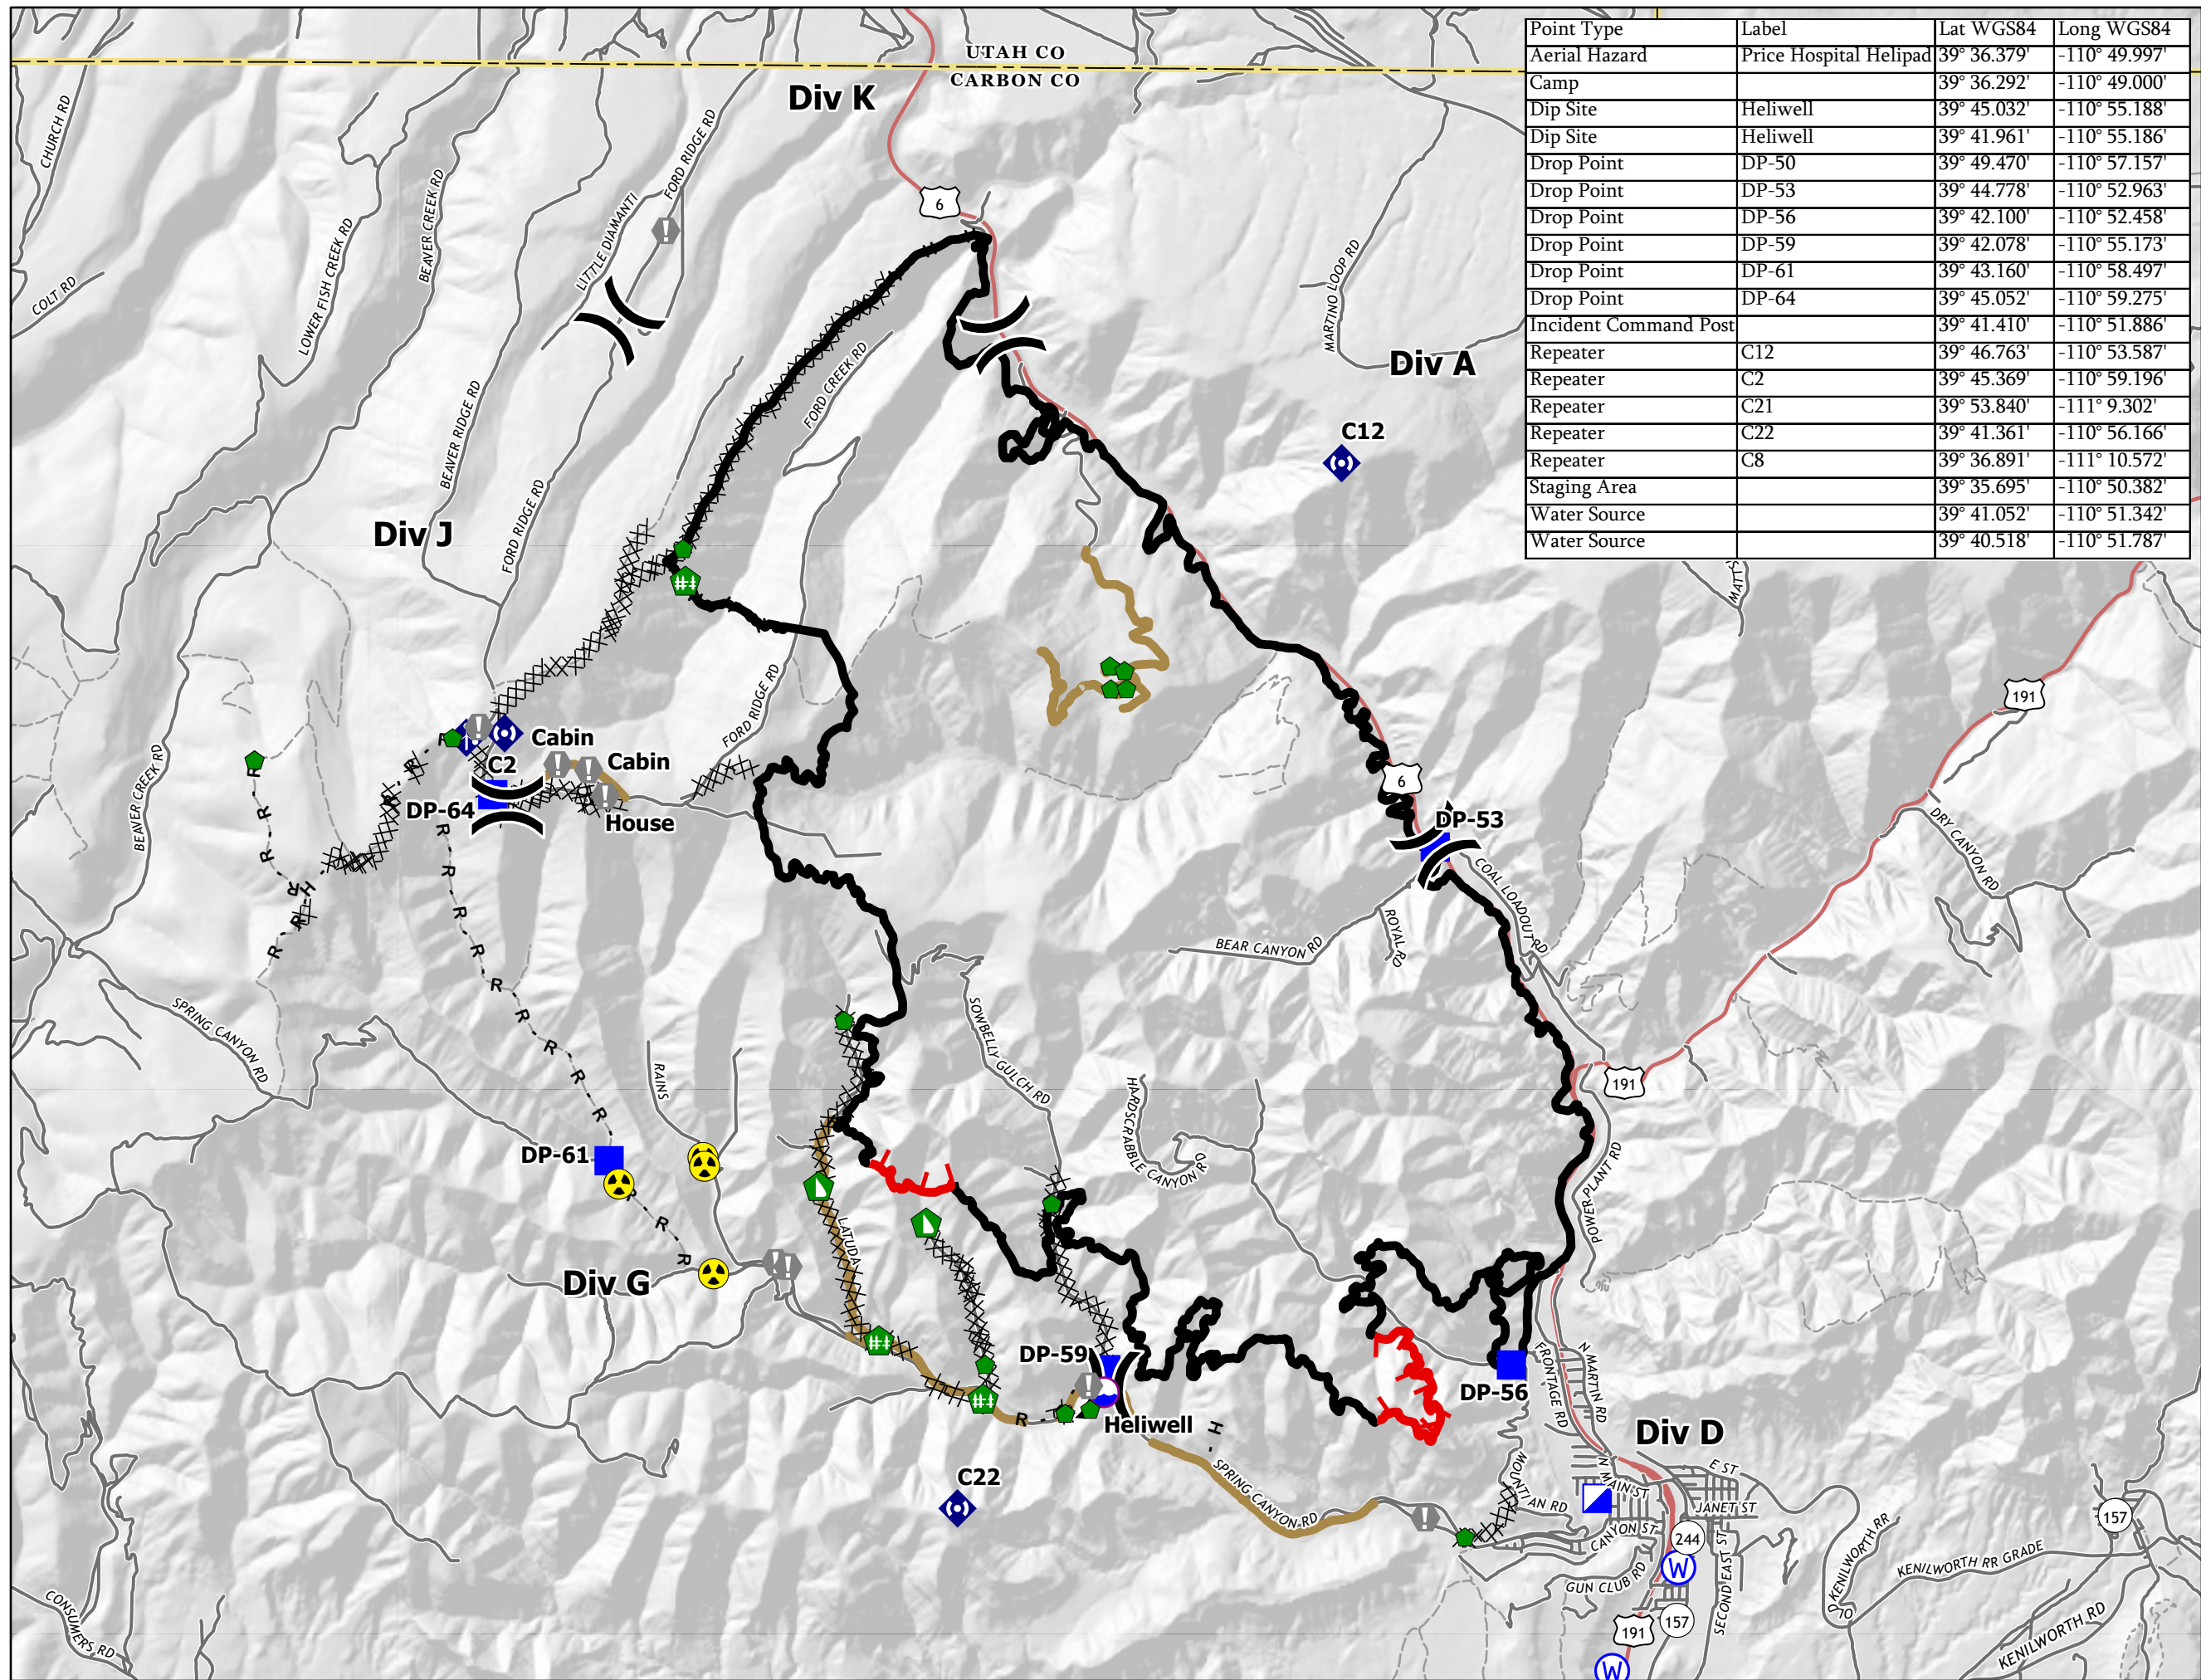 UTAH CO
CARBON CO
Div K
Point Type Label Lat WGS84 Long WGS84
Aerial Hazard Price Hospital Helipad 39° 36.379' -110° 49.997'
Camp 39° 36.292' -110° 49.000'
Dip Site Heliwell 39° 45.032' -110° 55.188'
Dip Site Heliwell 39° 41.961' -110° 55.186'
Drop Point DP-50 39° 49.470' -110° 57.157'
Drop Point DP-53 39° 44.778' -110° 52.963'
Drop Point DP-56 39° 42.100' -110° 52.458'
Drop Point DP-59 39° 42.078' -110° 55.173'
Drop Point DP-61 39° 43.160' -110° 58.497'
Drop Point DP-64 39° 45.052' -110° 59.275'
Incident Command Post 39° 41.410' -110° 51.886'
Repeater C12 39° 46.763' -110° 53.587'
Repeater C2 39° 45.369' -110° 59.196'
Repeater C21 39° 53.840' -111° 9.302'
Repeater C22 39° 41.361' -110° 56.166'
Repeater C8 39° 36.891' -111° 10.572'
Staging Area 39° 35.695' -110° 50.382'
Water Source 39° 41.052' -110° 51.342'
Water Source 39° 40.518' -110° 51.787'
CHURCH RD
FORD RIDGE RD
BEAVER CREEK RD
LITTLE DIAMANTI
6
LOWER FISH CREEK RD
COLT RD
MARTINO LOOP RD
Div A
FORD CREEK RD
BEAVER RIDGE RD
C12
FORD RIDGE RD
Div J
191
FORD RIDGE RD
Cabin
C2
Cabin
BEAVER CREEK RD
DP-64
House
6
DP-53
COAL LOADOUT RD
DRY CANYON RD
BEAR CANYON RD
ROYAL RD
SPRING CANYON RD
SOWBELLY GULCH RD
RAINS
HARDSCRABBLE CANYON RD
191
POWER PLANT RD
DP-61
LATUDA
Div G
DP-59
DP-56
FRONTAGE RD
N MARTIN RD
Heliwell
Div D
E ST
C22
SPRING CANYON RD
MOUNTIAN RD
N MAIN ST
JANET ST
CANYON ST
244
157
GUN CLUB RD
W
SECOND EAST ST
OLD KENILWORTH RR
KENILWORTH RR GRADE
157
191
KENILWORTH RD
CONSUMERS RD
W